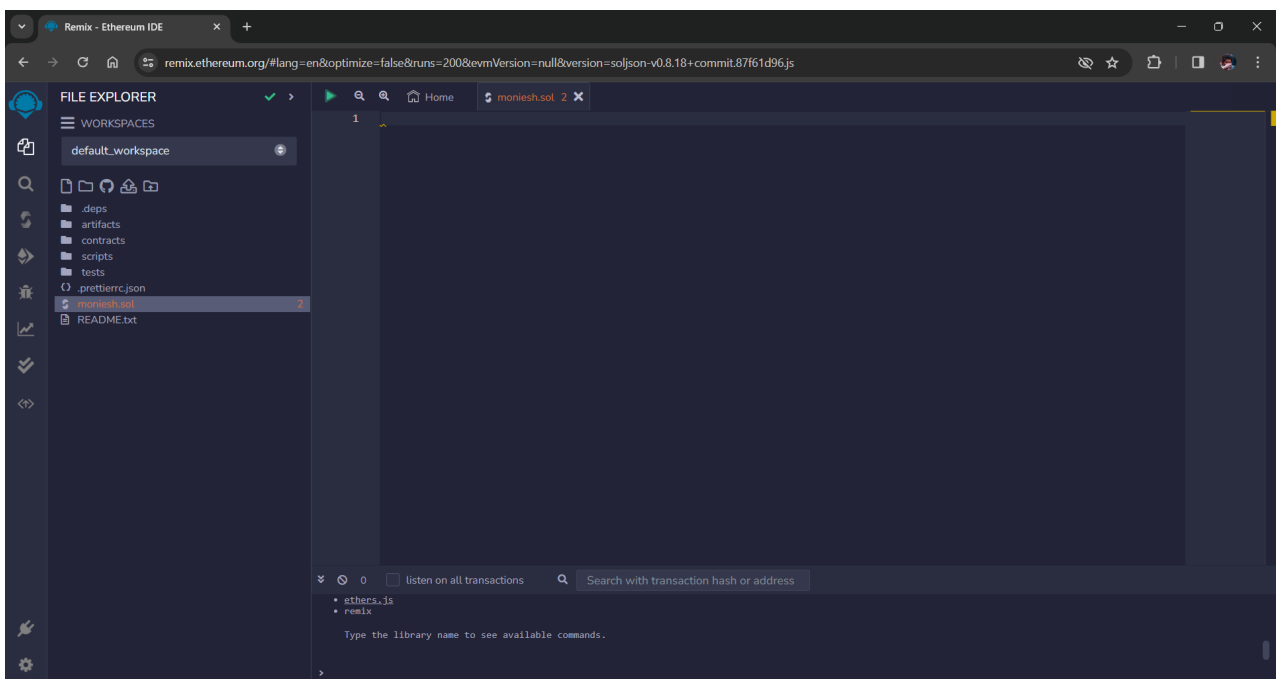 Remix - Ethereum IDE
remix.ethereum.org/#lang=en&optimize=false&runs=200&evmVersion=null&version=soljson-v0.8.18+commit.87f61d96.js
FILE EXPLORER
WORKSPACES
default_workspace
.deps
artifacts
contracts
scripts
tests
.prettierrc.json
moniesh.sol 2
README.txt
Home
moniesh.sol 2
1
0
listen on all transactions
Search with transaction hash or address
• ethers.js
• remix
Type the library name to see available commands.
>